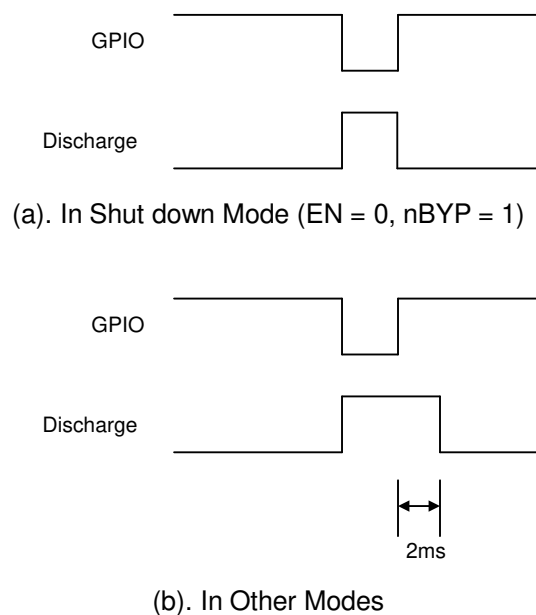 GPIO
Discharge
(a). In Shut down Mode (EN = 0, nBYP = 1)
GPIO
Discharge
2ms
(b). In Other Modes